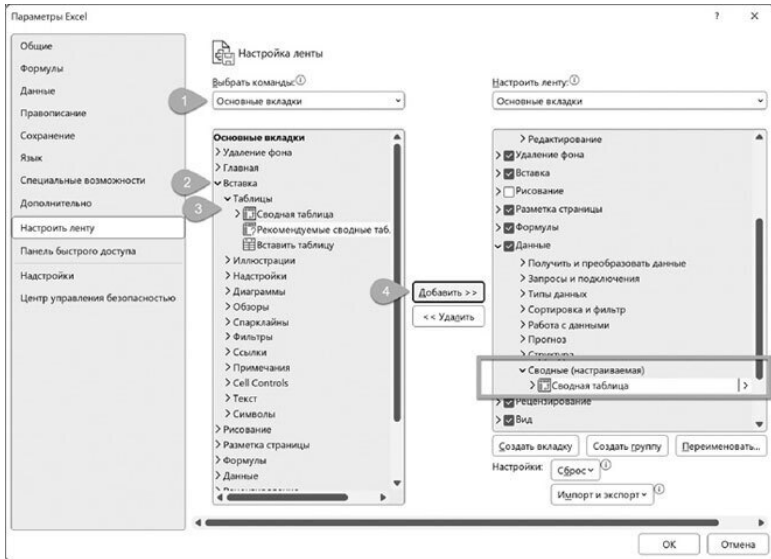 Параметры Excel
?
×
Общие
Формулы
Данные
Правописание
Сохранение
Язык
Специальные возможности
Дополнительно
Настроить ленту
Панель быстрого доступа
Надстройки
Центр управления безопасностью
Настройка ленты
Выбрать команды:
1
Основные вкладки
Основные вкладки
Удаление фона
Главная
2
Вставка
Таблицы
3
Сводная таблица
Рекомендуемые сводные таб.
Вставить таблицу
Иллюстрации
Надстройки
Диаграммы
Обзоры
Спарклайны
Фильтры
Ссылки
Примечания
Cell Controls
Текст
Символы
Рисование
Разметка страницы
Формулы
Данные
Рецензирование
4
Добавить >>
<< Удалить
Настроить ленту:
Основные вкладки
Редактирование
Удаление фона
Вставка
Рисование
Разметка страницы
Формулы
Данные
Получить и преобразовать данные
Запросы и подключения
Типы данных
Сортировка и фильтр
Работа с данными
Прогноз
Структура
Сводные (настраиваемая)
Сводная таблица
Рецензирование
Вид
Создать вкладку Создать группу Переименовать...
Настройки: Сброс
Импорт и экспорт
ОК Отмена